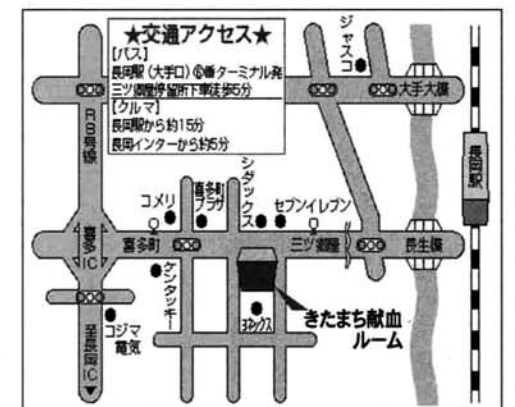 ★交通アクセス★
【バス】
長岡駅(大手口)⑥番ターミナル発
三ツ郷屋停留所下車徒歩5分
【クルマ】
長岡駅から約15分
長岡インターから約5分
ジャスコ
大手大橋
R8号線
長岡駅
シダックス
喜多町プラザ
コメリ
セブンイレブン
喜多IC
喜多町
三ツ郷屋
長生橋
ケンタッキー
ヨネックス
きたまち献血
ルーム
コジマ
電気
至長岡IC